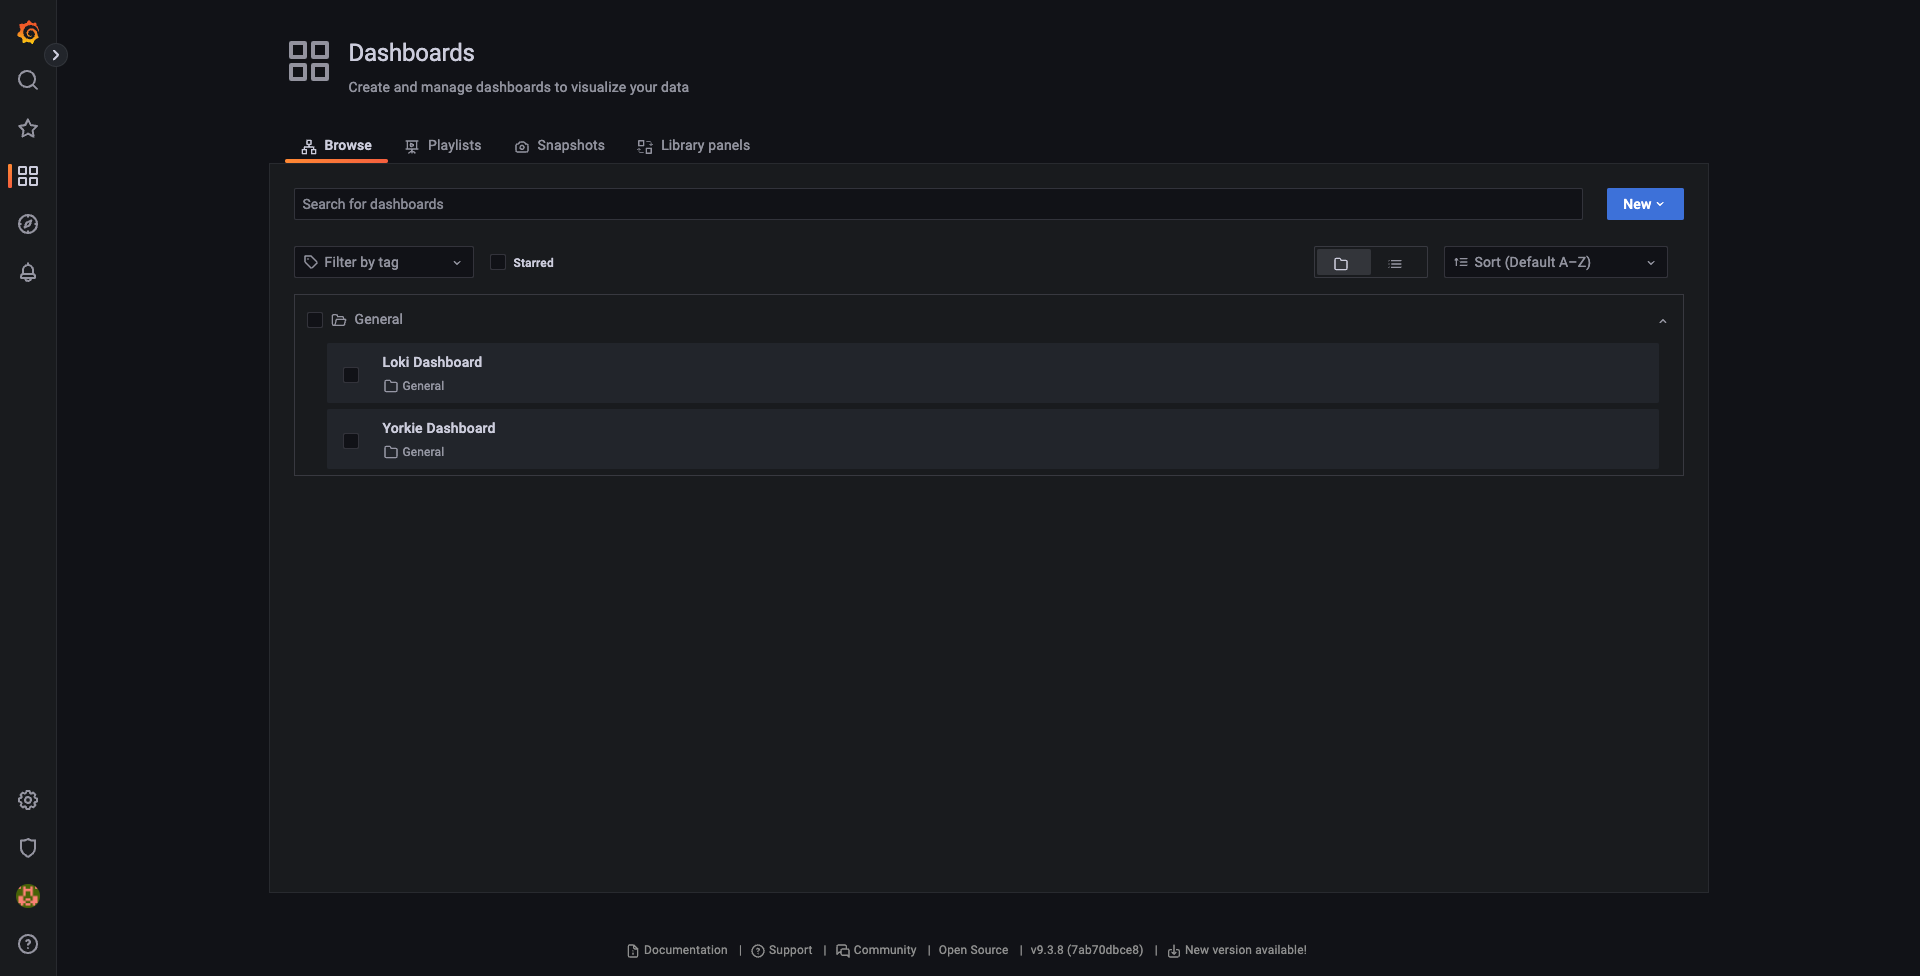 Dashboards
Create and manage dashboards to visualize your data
Browse
Playlists
Snapshots
Library panels
Search for dashboards
New
Filter by tag
Starred
Sort (Default A–Z)
General
Loki Dashboard
General
Yorkie Dashboard
General
Documentation | Support | Community | Open Source | v9.3.8 (7ab70dbce8) | New version available!